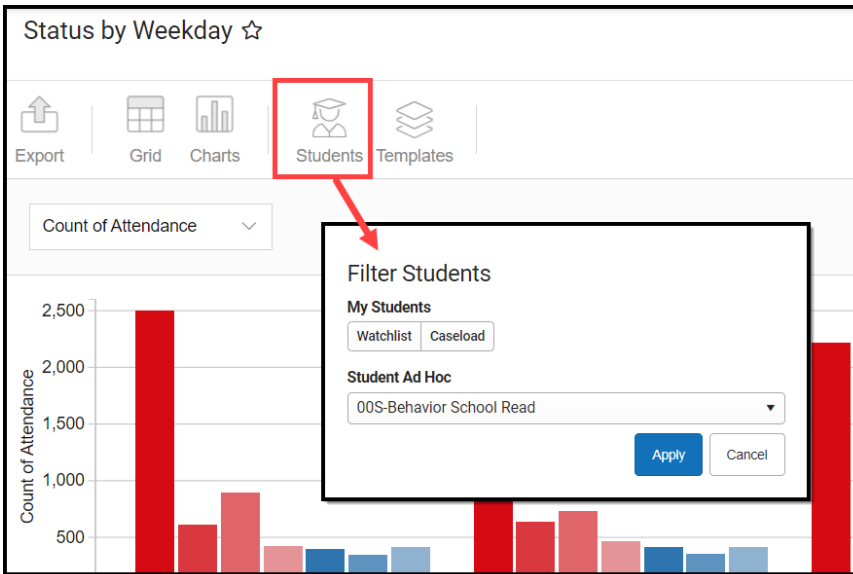 Status by Weekday
Export Grid Charts Students Templates
Count of Attendance
Filter Students
My Students
Watchlist Caseload
Student Ad Hoc
00S-Behavior School Read
Apply Cancel
Count of Attendance
2,500
2,000
1,500
1,000
500